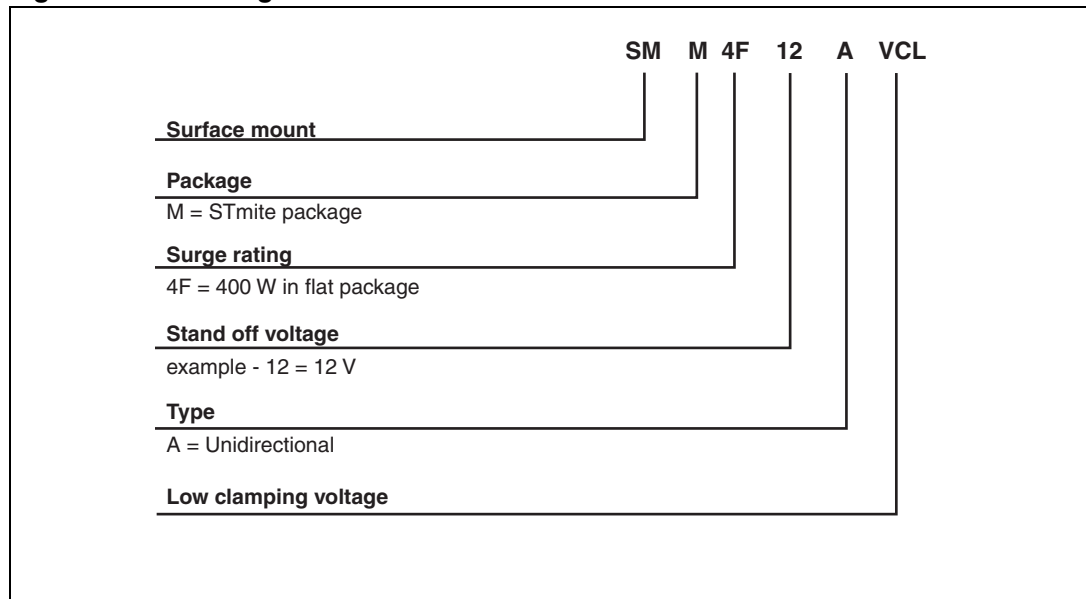 SM M 4F 12 A VCL
Surface mount
Package
M = STmite package
Surge rating
4F = 400 W in flat package
Stand off voltage
example - 12 = 12 V
Type
A = Unidirectional
Low clamping voltage